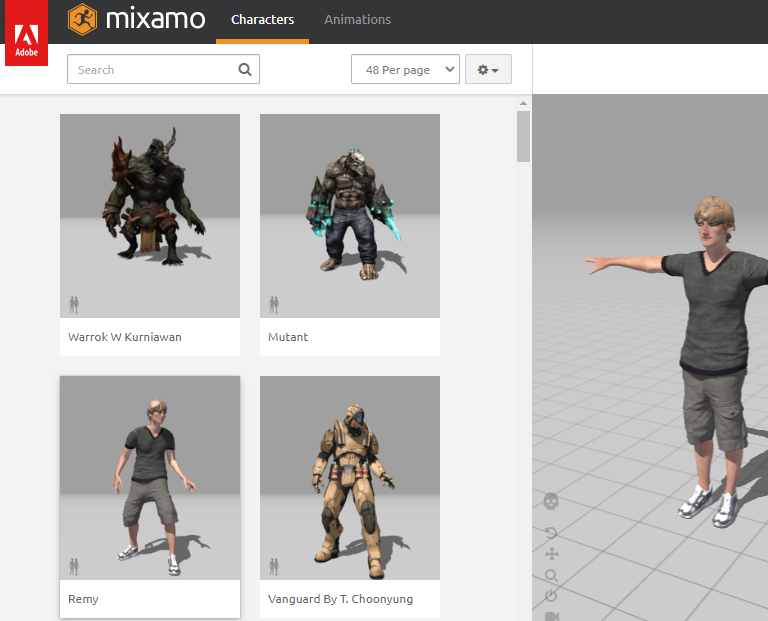 Adobe
mixamo
Characters
Animations
Search
48 Per page
Warrok W Kurniawan
Mutant
Remy
Vanguard By T. Choonyung